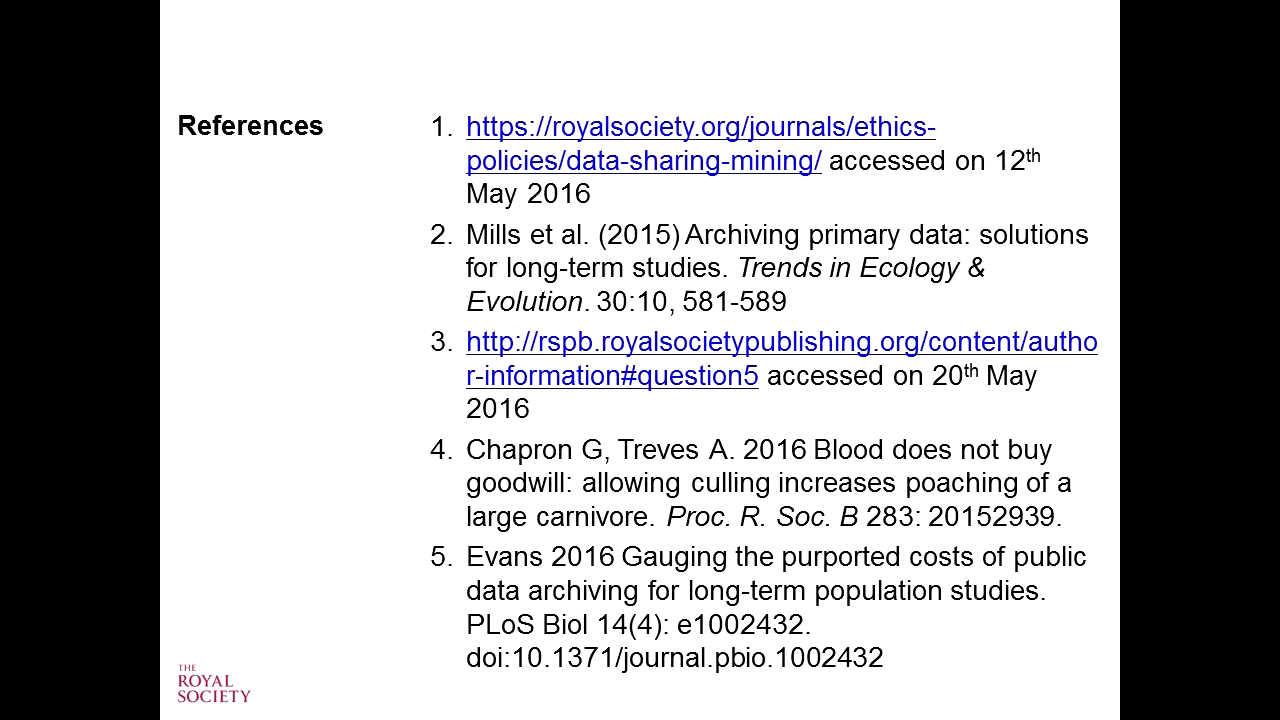 References
1. https://royalsociety.org/journals/ethics-
policies/data-sharing-mining/ accessed on 12th
May 2016
2. Mills et al. (2015) Archiving primary data: solutions
for long-term studies. Trends in Ecology &
Evolution. 30:10, 581-589
3. http://rspb.royalsocietypublishing.org/content/autho
r-information#question5 accessed on 20th May
2016
4. Chapron G, Treves A. 2016 Blood does not buy
goodwill: allowing culling increases poaching of a
large carnivore. Proc. R. Soc. B 283: 20152939.
5. Evans 2016 Gauging the purported costs of public
data archiving for long-term population studies.
PLoS Biol 14(4): e1002432.
doi:10.1371/journal.pbio.1002432
THE
ROYAL
SOCIETY